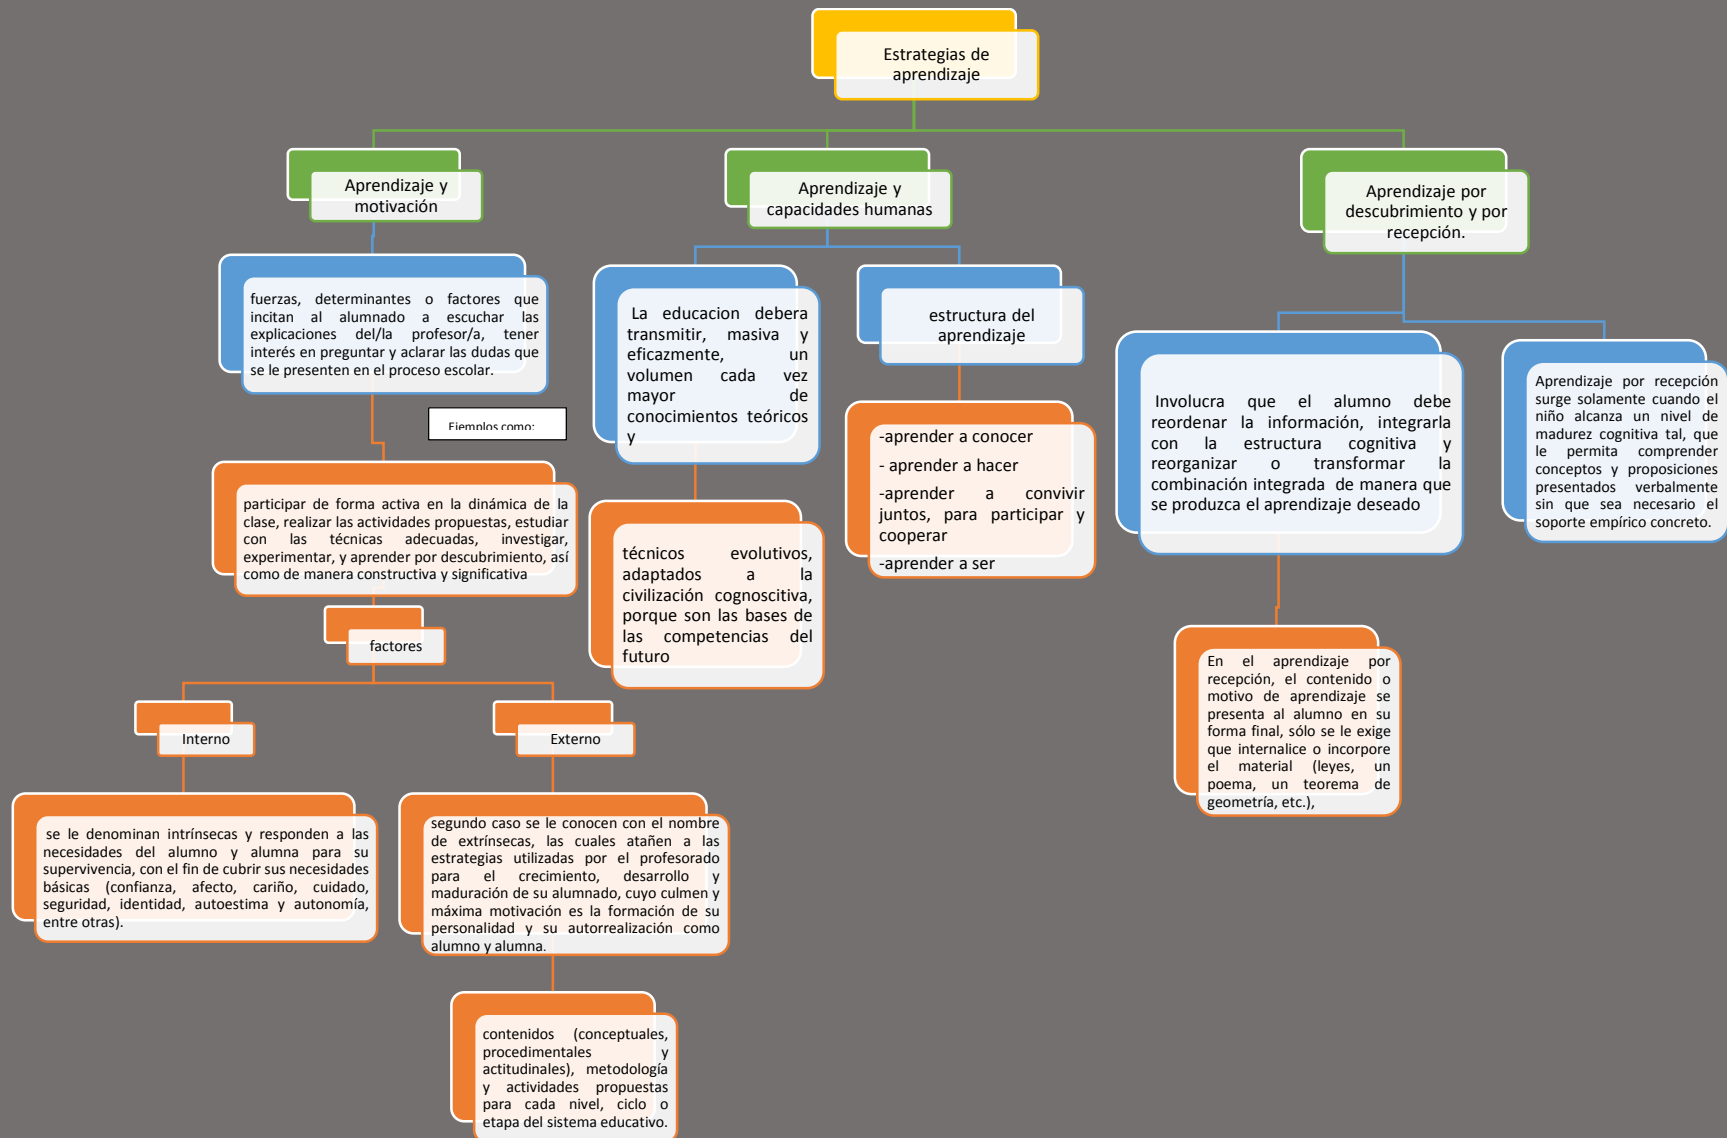 Estrategias de
aprendizaje
Aprendizaje y
motivación
fuerzas, determinantes o factores que
incitan al alumnado a escuchar las
explicaciones del/la profesor/a, tener
interés en preguntar y aclarar las dudas que
se le presenten en el proceso escolar.
Ejemplos como:
participar de forma activa en la dinámica de la
clase, realizar las actividades propuestas, estudiar
con las técnicas adecuadas, investigar,
experimentar, y aprender por descubrimiento, así
como de manera constructiva y significativa
factores
Interno
se le denominan intrínsecas y responden a las
necesidades del alumno y alumna para su
supervivencia, con el fin de cubrir sus necesidades
básicas (confianza, afecto, cariño, cuidado,
seguridad, identidad, autoestima y autonomía,
entre otras).
Externo
segundo caso se le conocen con el nombre
de extrínsecas, las cuales atañen a las
estrategias utilizadas por el profesorado
para el crecimiento, desarrollo y
maduración de su alumnado, cuyo culmen y
máxima motivación es la formación de su
personalidad y su autorrealización como
alumno y alumna.
contenidos (conceptuales,
procedimentales y
actitudinales), metodología
y actividades propuestas
para cada nivel, ciclo o
etapa del sistema educativo.
Aprendizaje y
capacidades humanas
La educacion debera
transmitir, masiva y
eficazmente, un
volumen cada vez
mayor de
conocimientos teóricos
y
técnicos evolutivos,
adaptados a la
civilización cognoscitiva,
porque son las bases de
las competencias del
futuro
estructura del
aprendizaje
-aprender a conocer
- aprender a hacer
-aprender a convivir
juntos, para participar y
cooperar
-aprender a ser
Aprendizaje por
descubrimiento y por
recepción.
Involucra que el alumno debe
reordenar la información, integrarla
con la estructura cognitiva y
reorganizar o transformar la
combinación integrada de manera que
se produzca el aprendizaje deseado
En el aprendizaje por
recepción, el contenido o
motivo de aprendizaje se
presenta al alumno en su
forma final, sólo se le exige
que internalice o incorpore
el material (leyes, un
poema, un teorema de
geometría, etc.),
Aprendizaje por recepción
surge solamente cuando el
niño alcanza un nivel de
madurez cognitiva tal, que
le permita comprender
conceptos y proposiciones
presentados verbalmente
sin que sea necesario el
soporte empírico concreto.